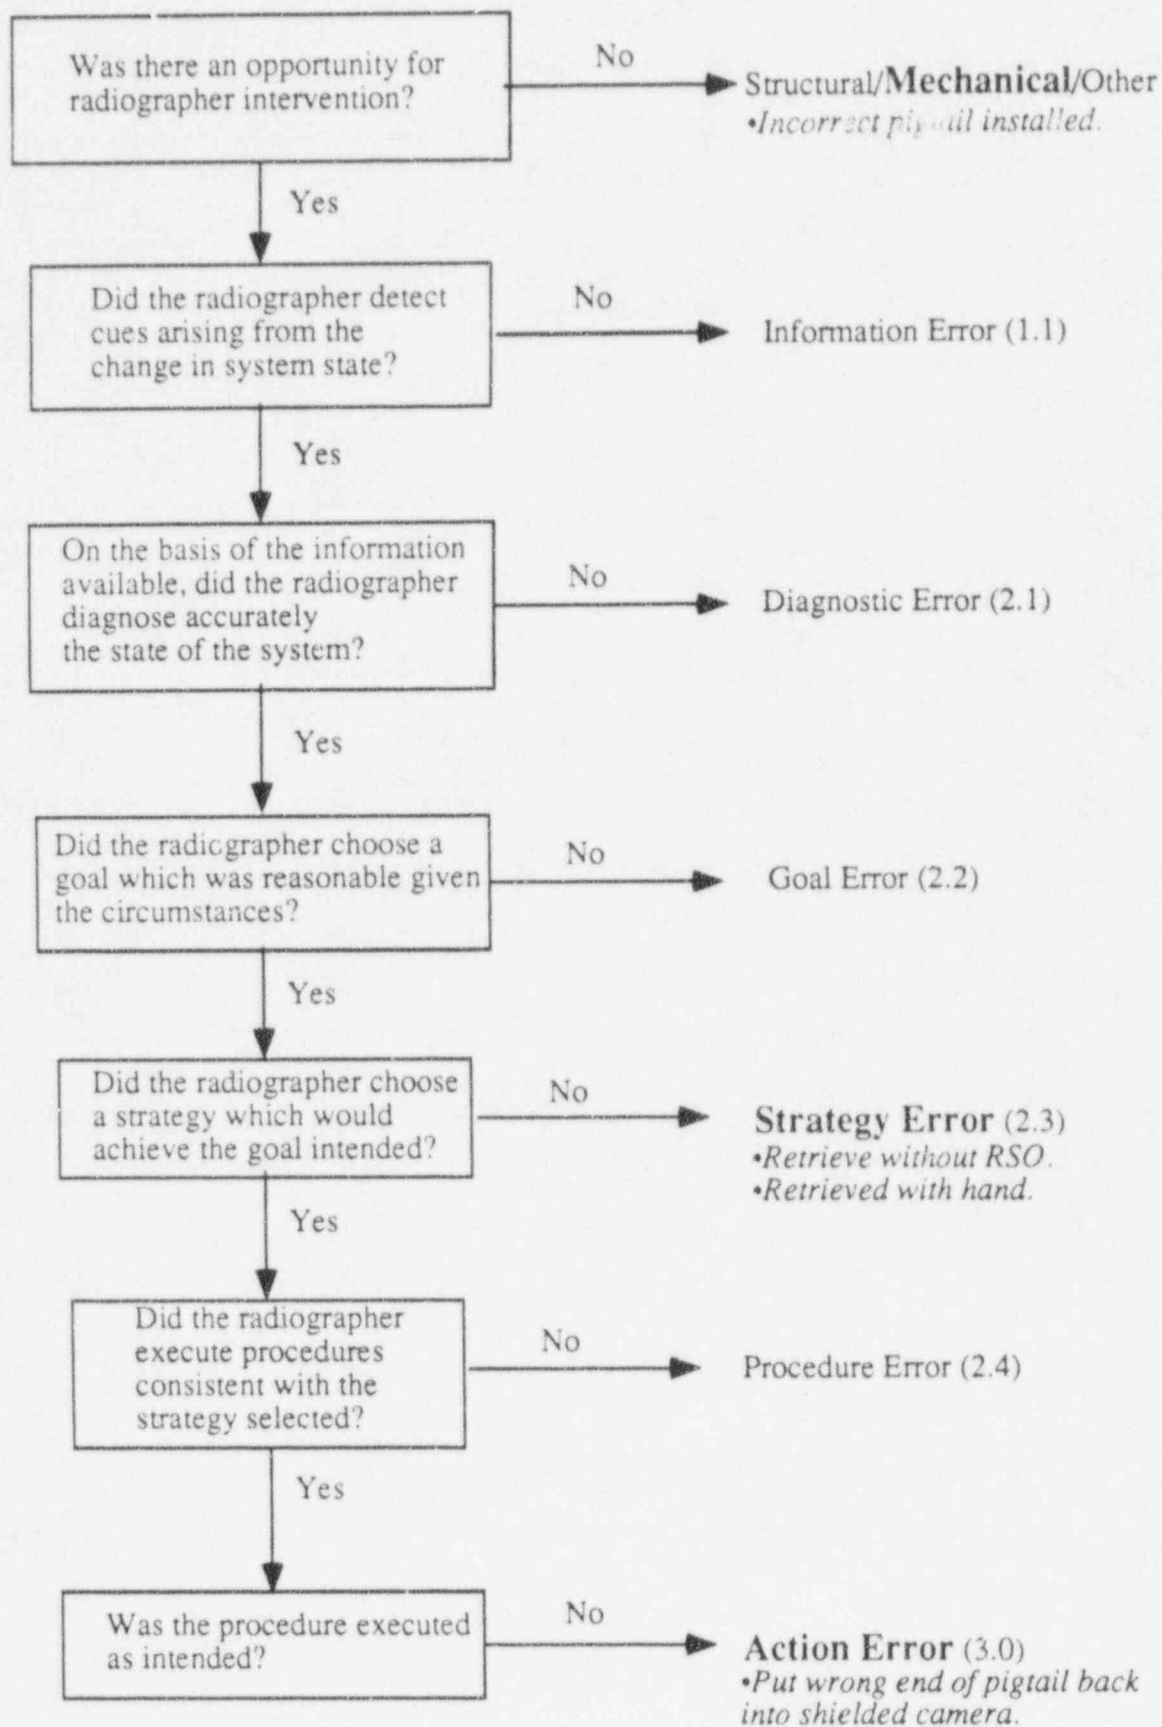 Was there an opportunity for
radiographer intervention?
No
Structural/Mechanical/Other
•Incorrect installed.
Yes
Did the radiographer detect
cues arising from the
change in system state?
No
Information Error (1.1)
Yes
On the basis of the information
available, did the radiographer
diagnose accurately
the state of the system?
No
Diagnostic Error (2.1)
Yes
Did the radiographer choose a
goal which was reasonable given
the circumstances?
No
Goal Error (2.2)
Yes
Did the radiographer choose
a strategy which would
achieve the goal intended?
No
Strategy Error (2.3)
•Retrieve without RSO.
•Retrieved with hand.
Yes
Did the radiographer
execute procedures
consistent with the
strategy selected?
No
Procedure Error (2.4)
Yes
Was the procedure executed
as intended?
No
Action Error (3.0)
•Put wrong end of pigtail back
into shielded camera.